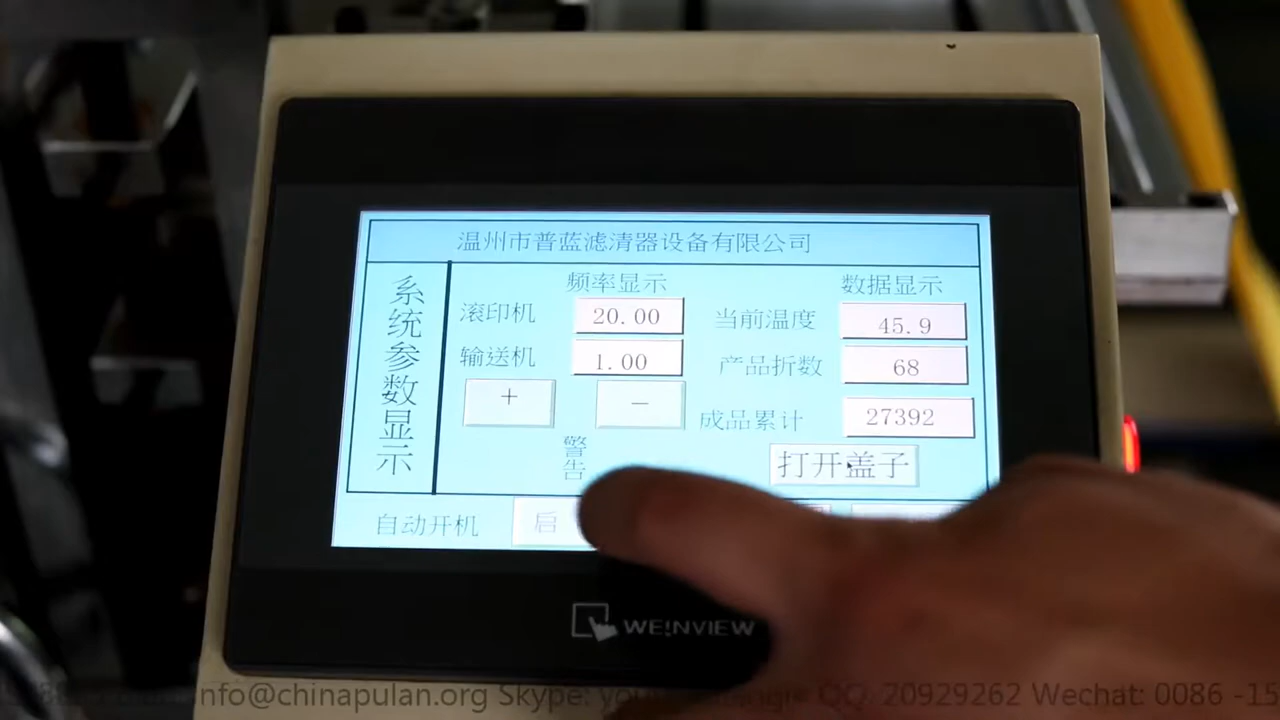 温州市普蓝滤清器设备有限公司
系统参数显示
频率显示
数据显示
滚印机 20.00
当前温度 45.9
输送机 1.00
产品折数 68
+ −
成品累计 27392
警告
打开盖子
自动开机 启
WE!NVIEW
info@chinapulan.org Skype: QQ: 20929262 Wechat: 0086 -15